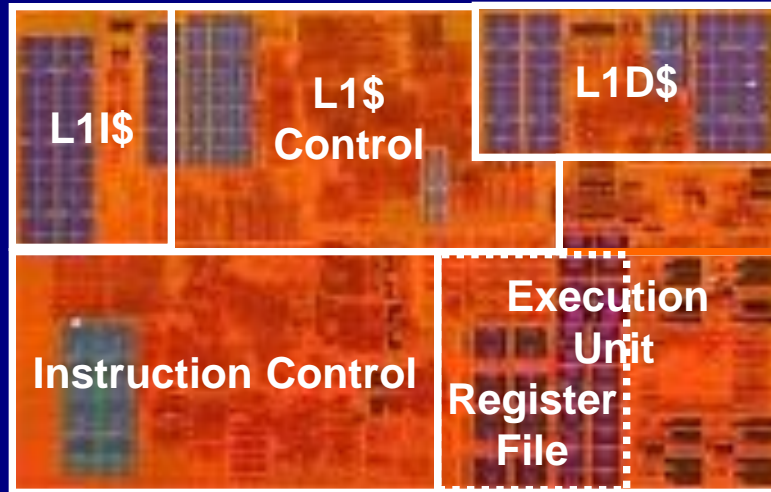 L1I$
L1$
Control
L1D$
Instruction Control
Execution
Unit
Register
File